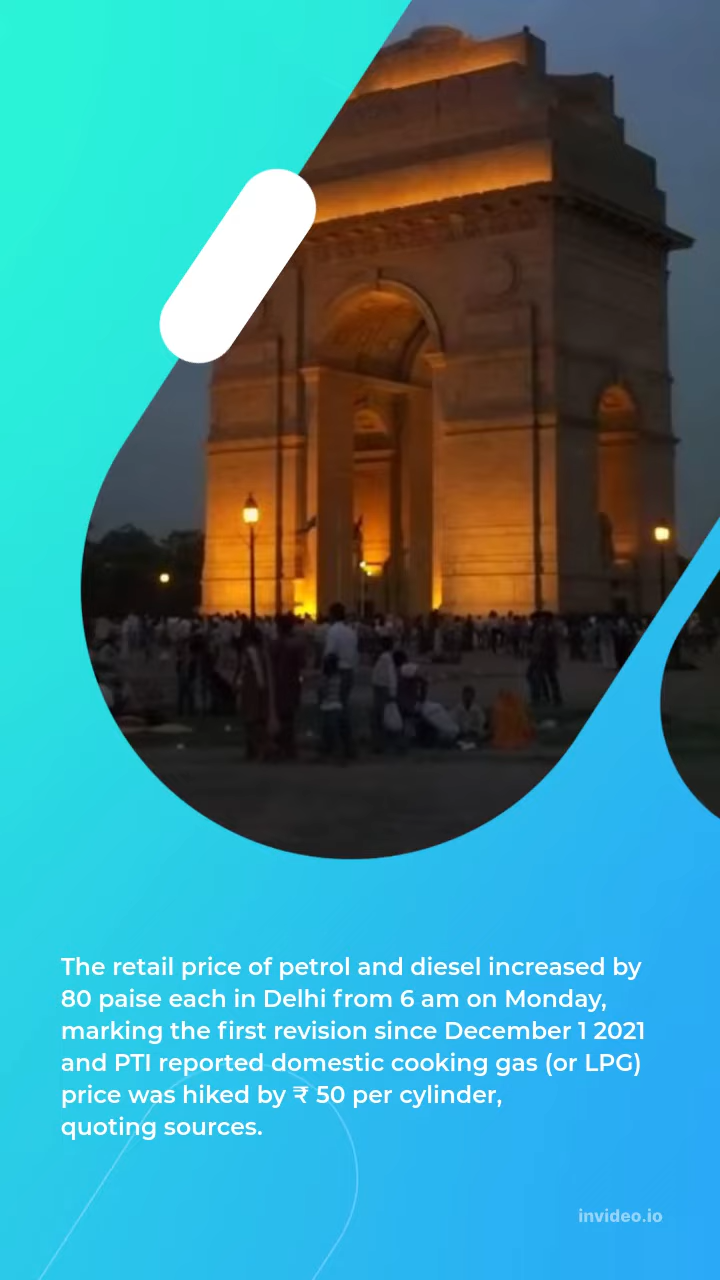 The retail price of petrol and diesel increased by
80 paise each in Delhi from 6 am on Monday,
marking the first revision since December 1 2021
and PTI reported domestic cooking gas (or LPG)
price was hiked by ₹ 50 per cylinder,
quoting sources.
invideo.io